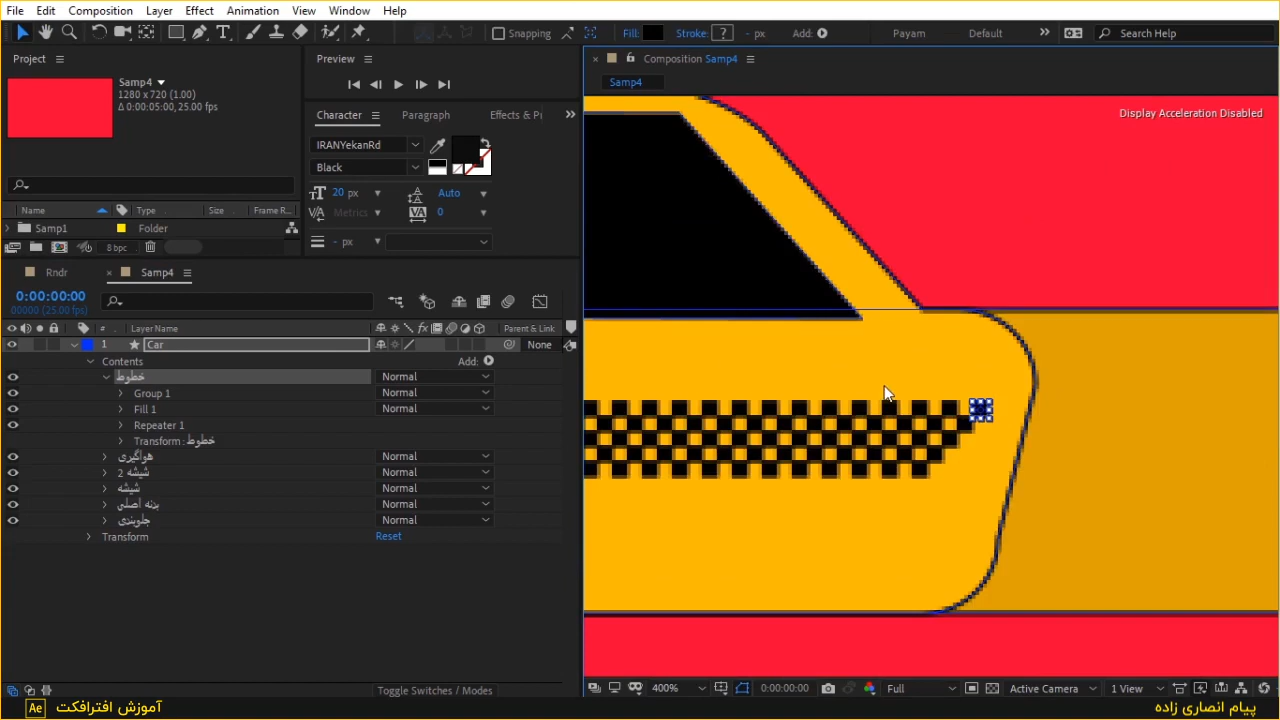 File Edit Composition Layer Effect Animation View Window Help
Snapping Fill: Stroke: ? - px Add: Payam Default Search Help
Project
Samp4
1280 x 720 (1.00)
Δ 0:00:05:00, 25.00 fps
Name Type Size Frame R...
Samp1 Folder
8 bpc
Preview
Character Paragraph Effects & Pi
IRANYekanRd
Black
20 px Auto
Metrics 0
- px
Composition Samp4
Samp4
Display Acceleration Disabled
Rndr Samp4
0:00:00:00
00000 (25.00 fps)
# Layer Name Parent & Link
1 Car None
Contents Add:
خطوط Normal
Group 1 Normal
Fill 1 Normal
Repeater 1
Transform : خطوط
هواگیری Normal
شیشه 2 Normal
شیشه Normal
بدنه اصلی Normal
جلوبندی Normal
Transform Reset
Toggle Switches / Modes
400% 0:00:00:00 Full Active Camera 1 View
Ae آموزش افترافکت
پیام انصاری زاده